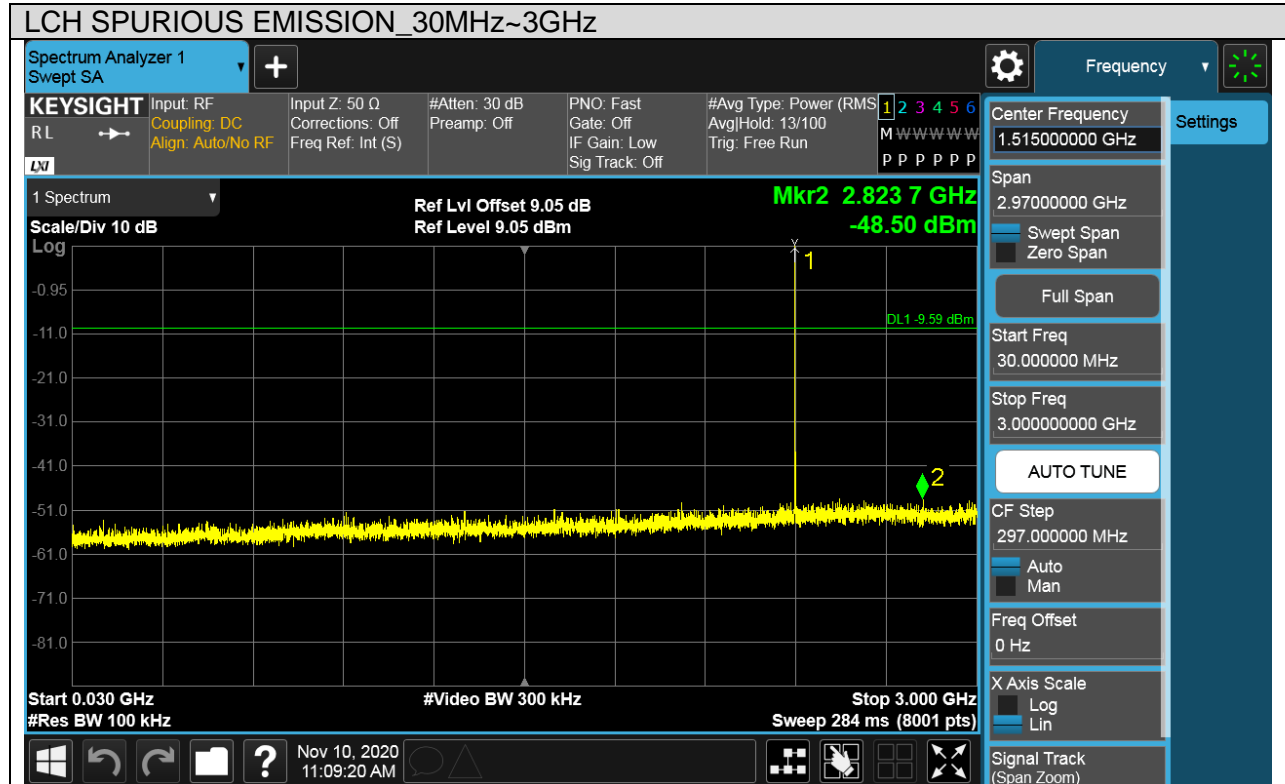 LCH SPURIOUS EMISSION_30MHz~3GHz
Spectrum Analyzer 1
Swept SA
Frequency
KEYSIGHT
RL
LXI
Input: RF
Coupling: DC
Align: Auto/No RF
Input Z: 50 Ω
Corrections: Off
Freq Ref: Int (S)
#Atten: 30 dB
Preamp: Off
PNO: Fast
Gate: Off
IF Gain: Low
Sig Track: Off
#Avg Type: Power (RMS
Avg|Hold: 13/100
Trig: Free Run
1 2 3 4 5 6
M W W W W W
P P P P P P
1 Spectrum
Scale/Div 10 dB
Ref Lvl Offset 9.05 dB
Ref Level 9.05 dBm
Mkr2 2.823 7 GHz
-48.50 dBm
Log
1
-0.95
DL1 -9.59 dBm
-11.0
-21.0
-31.0
-41.0
2
-51.0
-61.0
-71.0
-81.0
Start 0.030 GHz
#Video BW 300 kHz
Stop 3.000 GHz
#Res BW 100 kHz
Sweep 284 ms (8001 pts)
?
Nov 10, 2020
11:09:20 AM
Center Frequency
1.515000000 GHz
Settings
Span
2.97000000 GHz
Swept Span
Zero Span
Full Span
Start Freq
30.000000 MHz
Stop Freq
3.000000000 GHz
AUTO TUNE
CF Step
297.000000 MHz
Auto
Man
Freq Offset
0 Hz
X Axis Scale
Log
Lin
Signal Track
(Span Zoom)